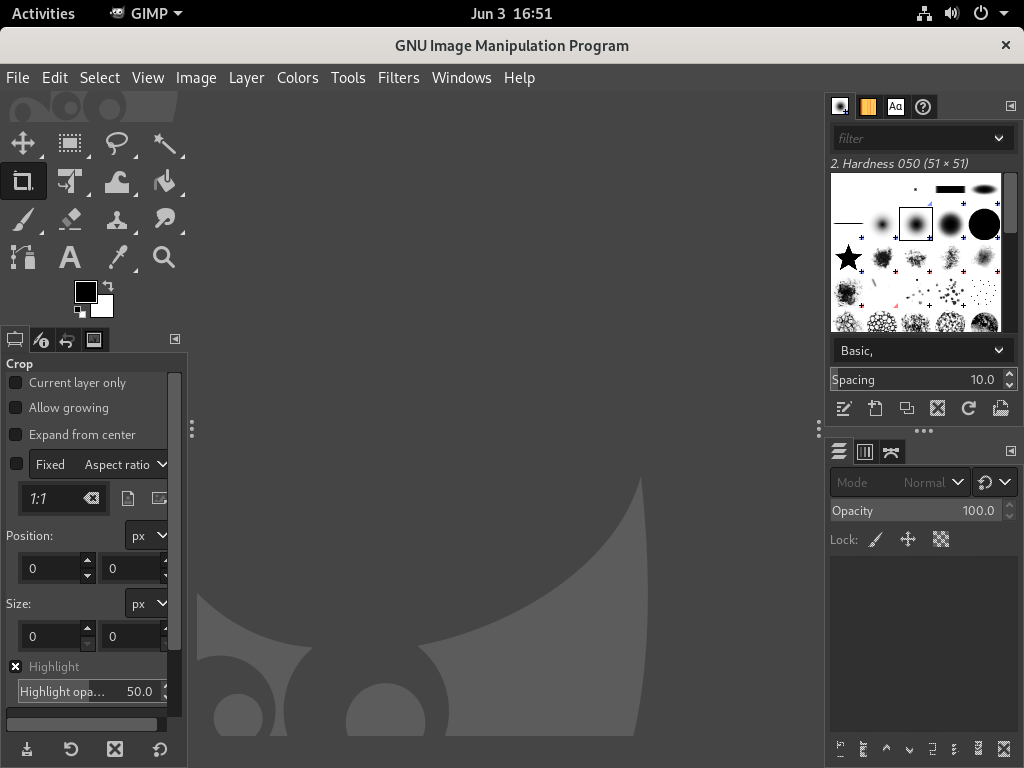 Activities GIMP Jun 3 16:51
GNU Image Manipulation Program
File Edit Select View Image Layer Colors Tools Filters Windows Help
Aα
filter
2. Hardness 050 (51 × 51)
Basic,
Spacing 10.0
Crop
Current layer only
Allow growing
Expand from center
Fixed Aspect ratio
1:1
Position: px
0 0
Size: px
0 0
Highlight
Highlight opa... 50.0
Mode Normal
Opacity 100.0
Lock: